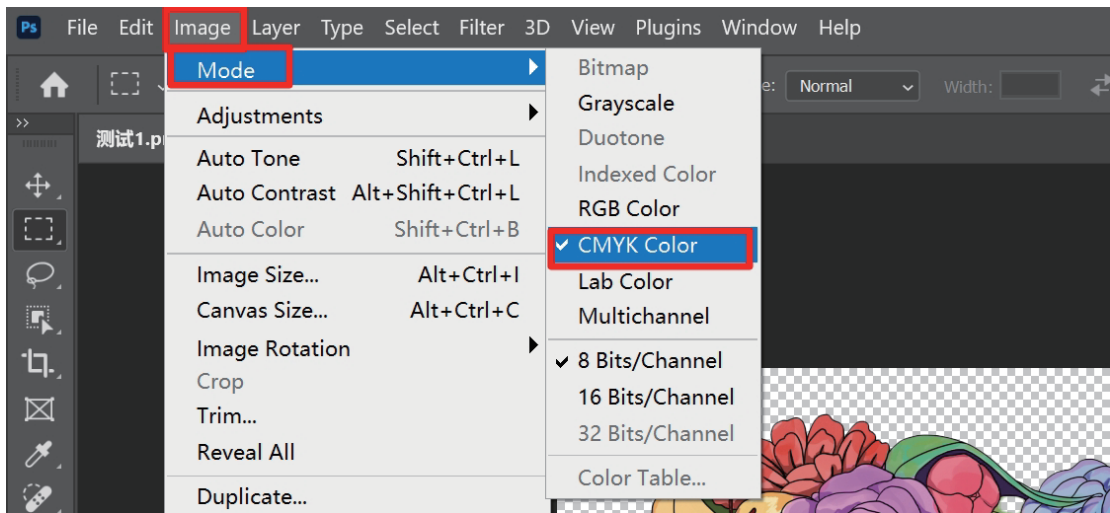 Ps File Edit Image Layer Type Select Filter 3D View Plugins Window Help
Mode
Adjustments
Auto Tone Shift+Ctrl+L
Auto Contrast Alt+Shift+Ctrl+L
Auto Color Shift+Ctrl+B
Image Size... Alt+Ctrl+I
Canvas Size... Alt+Ctrl+C
Image Rotation
Crop
Trim...
Reveal All
Duplicate...
Bitmap
Grayscale
Duotone
Indexed Color
RGB Color
CMYK Color
Lab Color
Multichannel
8 Bits/Channel
16 Bits/Channel
32 Bits/Channel
Color Table...
Normal Width:
测试1.p